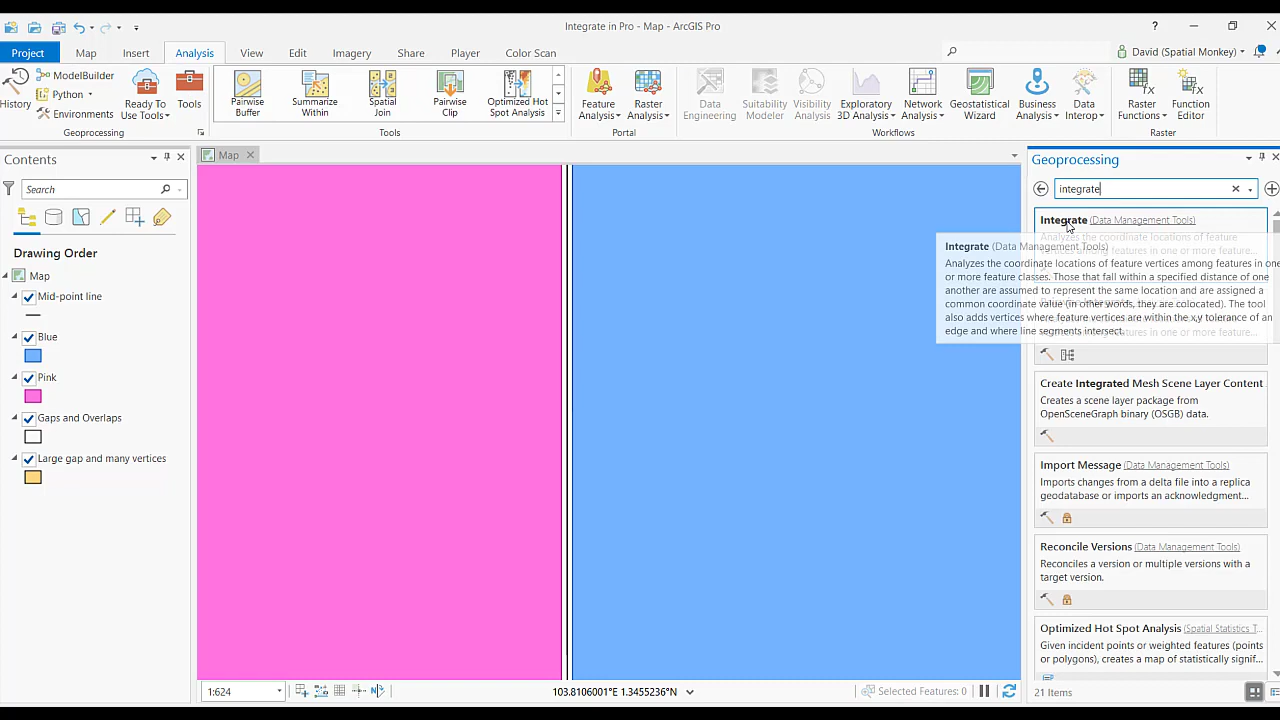 Integrate in Pro - Map - ArcGIS Pro
?
Project
Map
Insert
Analysis
View
Edit
Imagery
Share
Player
Color Scan
David (Spatial Monkey)
History
ModelBuilder
Python
Environments
Ready To Use Tools
Tools
Pairwise Buffer
Summarize Within
Spatial Join
Pairwise Clip
Optimized Hot Spot Analysis
Feature Analysis
Raster Analysis
Data Engineering
Suitability Modeler
Visibility Analysis
Exploratory 3D Analysis
Network Analysis
Geostatistical Wizard
Business Analysis
Data Interop
Raster Functions
Function Editor
Geoprocessing
Tools
Portal
Workflows
Raster
Contents
Search
Drawing Order
Map
Mid-point line
Blue
Pink
Gaps and Overlaps
Large gap and many vertices
Map
1:624
103.8106001°E 1.3455236°N
Selected Features: 0
Geoprocessing
integrate
Integrate (Data Management Tools)
Integrate (Data Management Tools)
Analyzes the coordinate locations of feature vertices among features in one
or more feature classes. Those that fall within a specified distance of one
another are assumed to represent the same location and are assigned a
common coordinate value (in other words, they are colocated). The tool
also adds vertices where feature vertices are within the x,y tolerance of an
edge and where line segments intersect.
Create Integrated Mesh Scene Layer Content
Creates a scene layer package from
OpenSceneGraph binary (OSGB) data.
Import Message (Data Management Tools)
Imports changes from a delta file into a replica
geodatabase or imports an acknowledgment...
Reconcile Versions (Data Management Tools)
Reconciles a version or multiple versions with a
target version.
Optimized Hot Spot Analysis (Spatial Statistics T...
Given incident points or weighted features (points
or polygons), creates a map of statistically signif...
21 Items